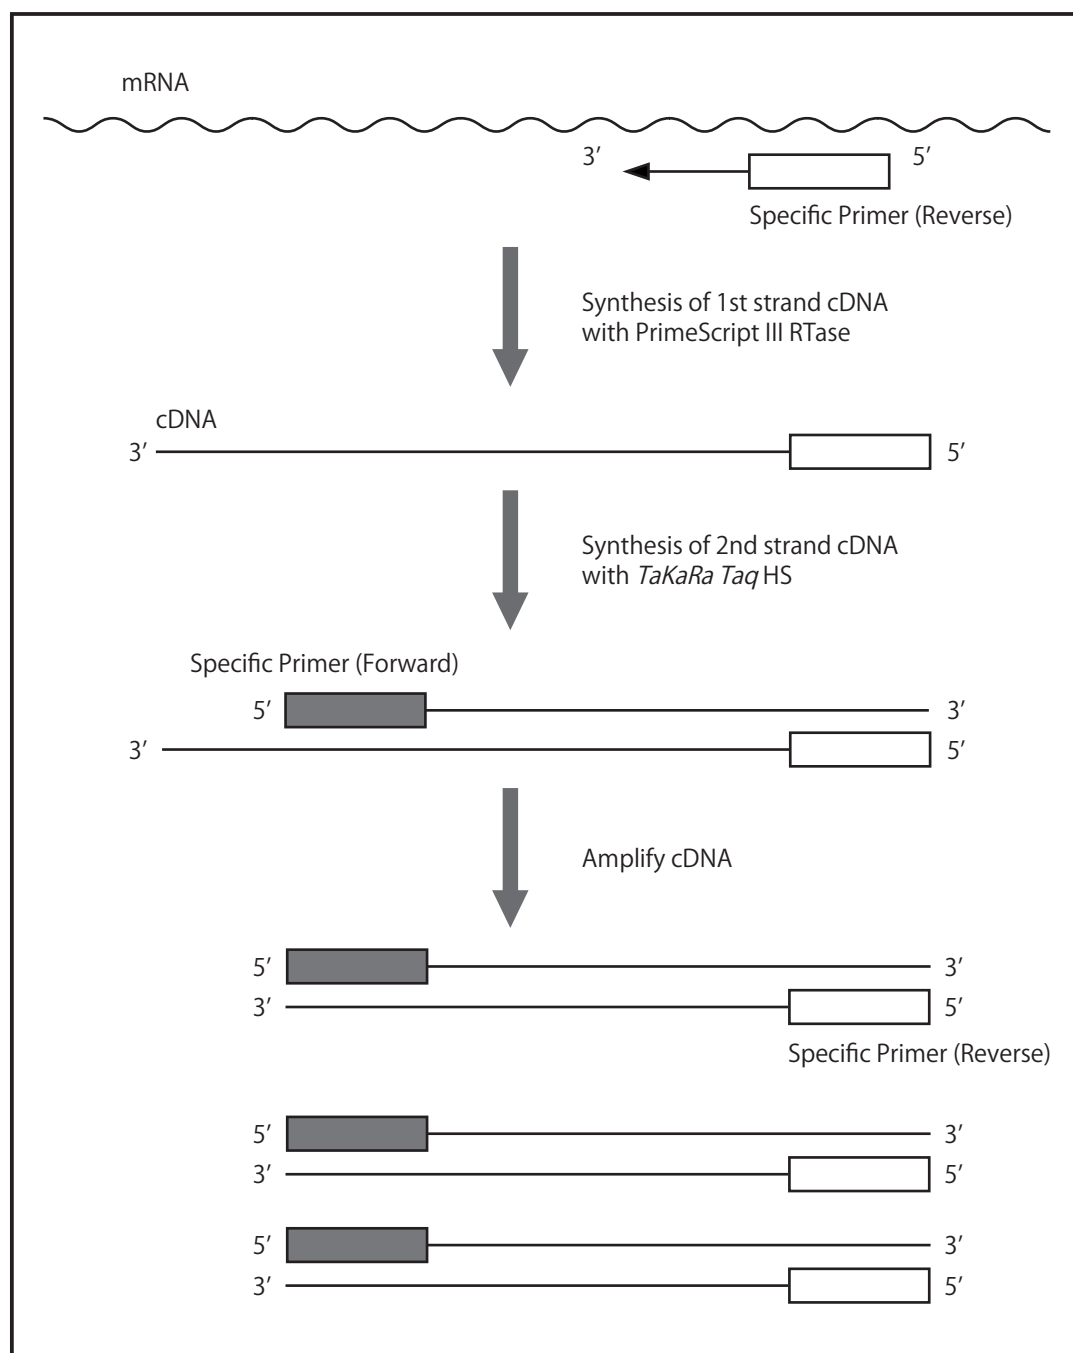 mRNA
3′ 5′
Specific Primer (Reverse)
Synthesis of 1st strand cDNA
with PrimeScript III RTase
cDNA
3′ 5′
Synthesis of 2nd strand cDNA
with TaKaRa Taq HS
Specific Primer (Forward)
5′ 3′
3′ 5′
Amplify cDNA
5′ 3′
3′ 5′
Specific Primer (Reverse)
5′ 3′
3′ 5′
5′ 3′
3′ 5′